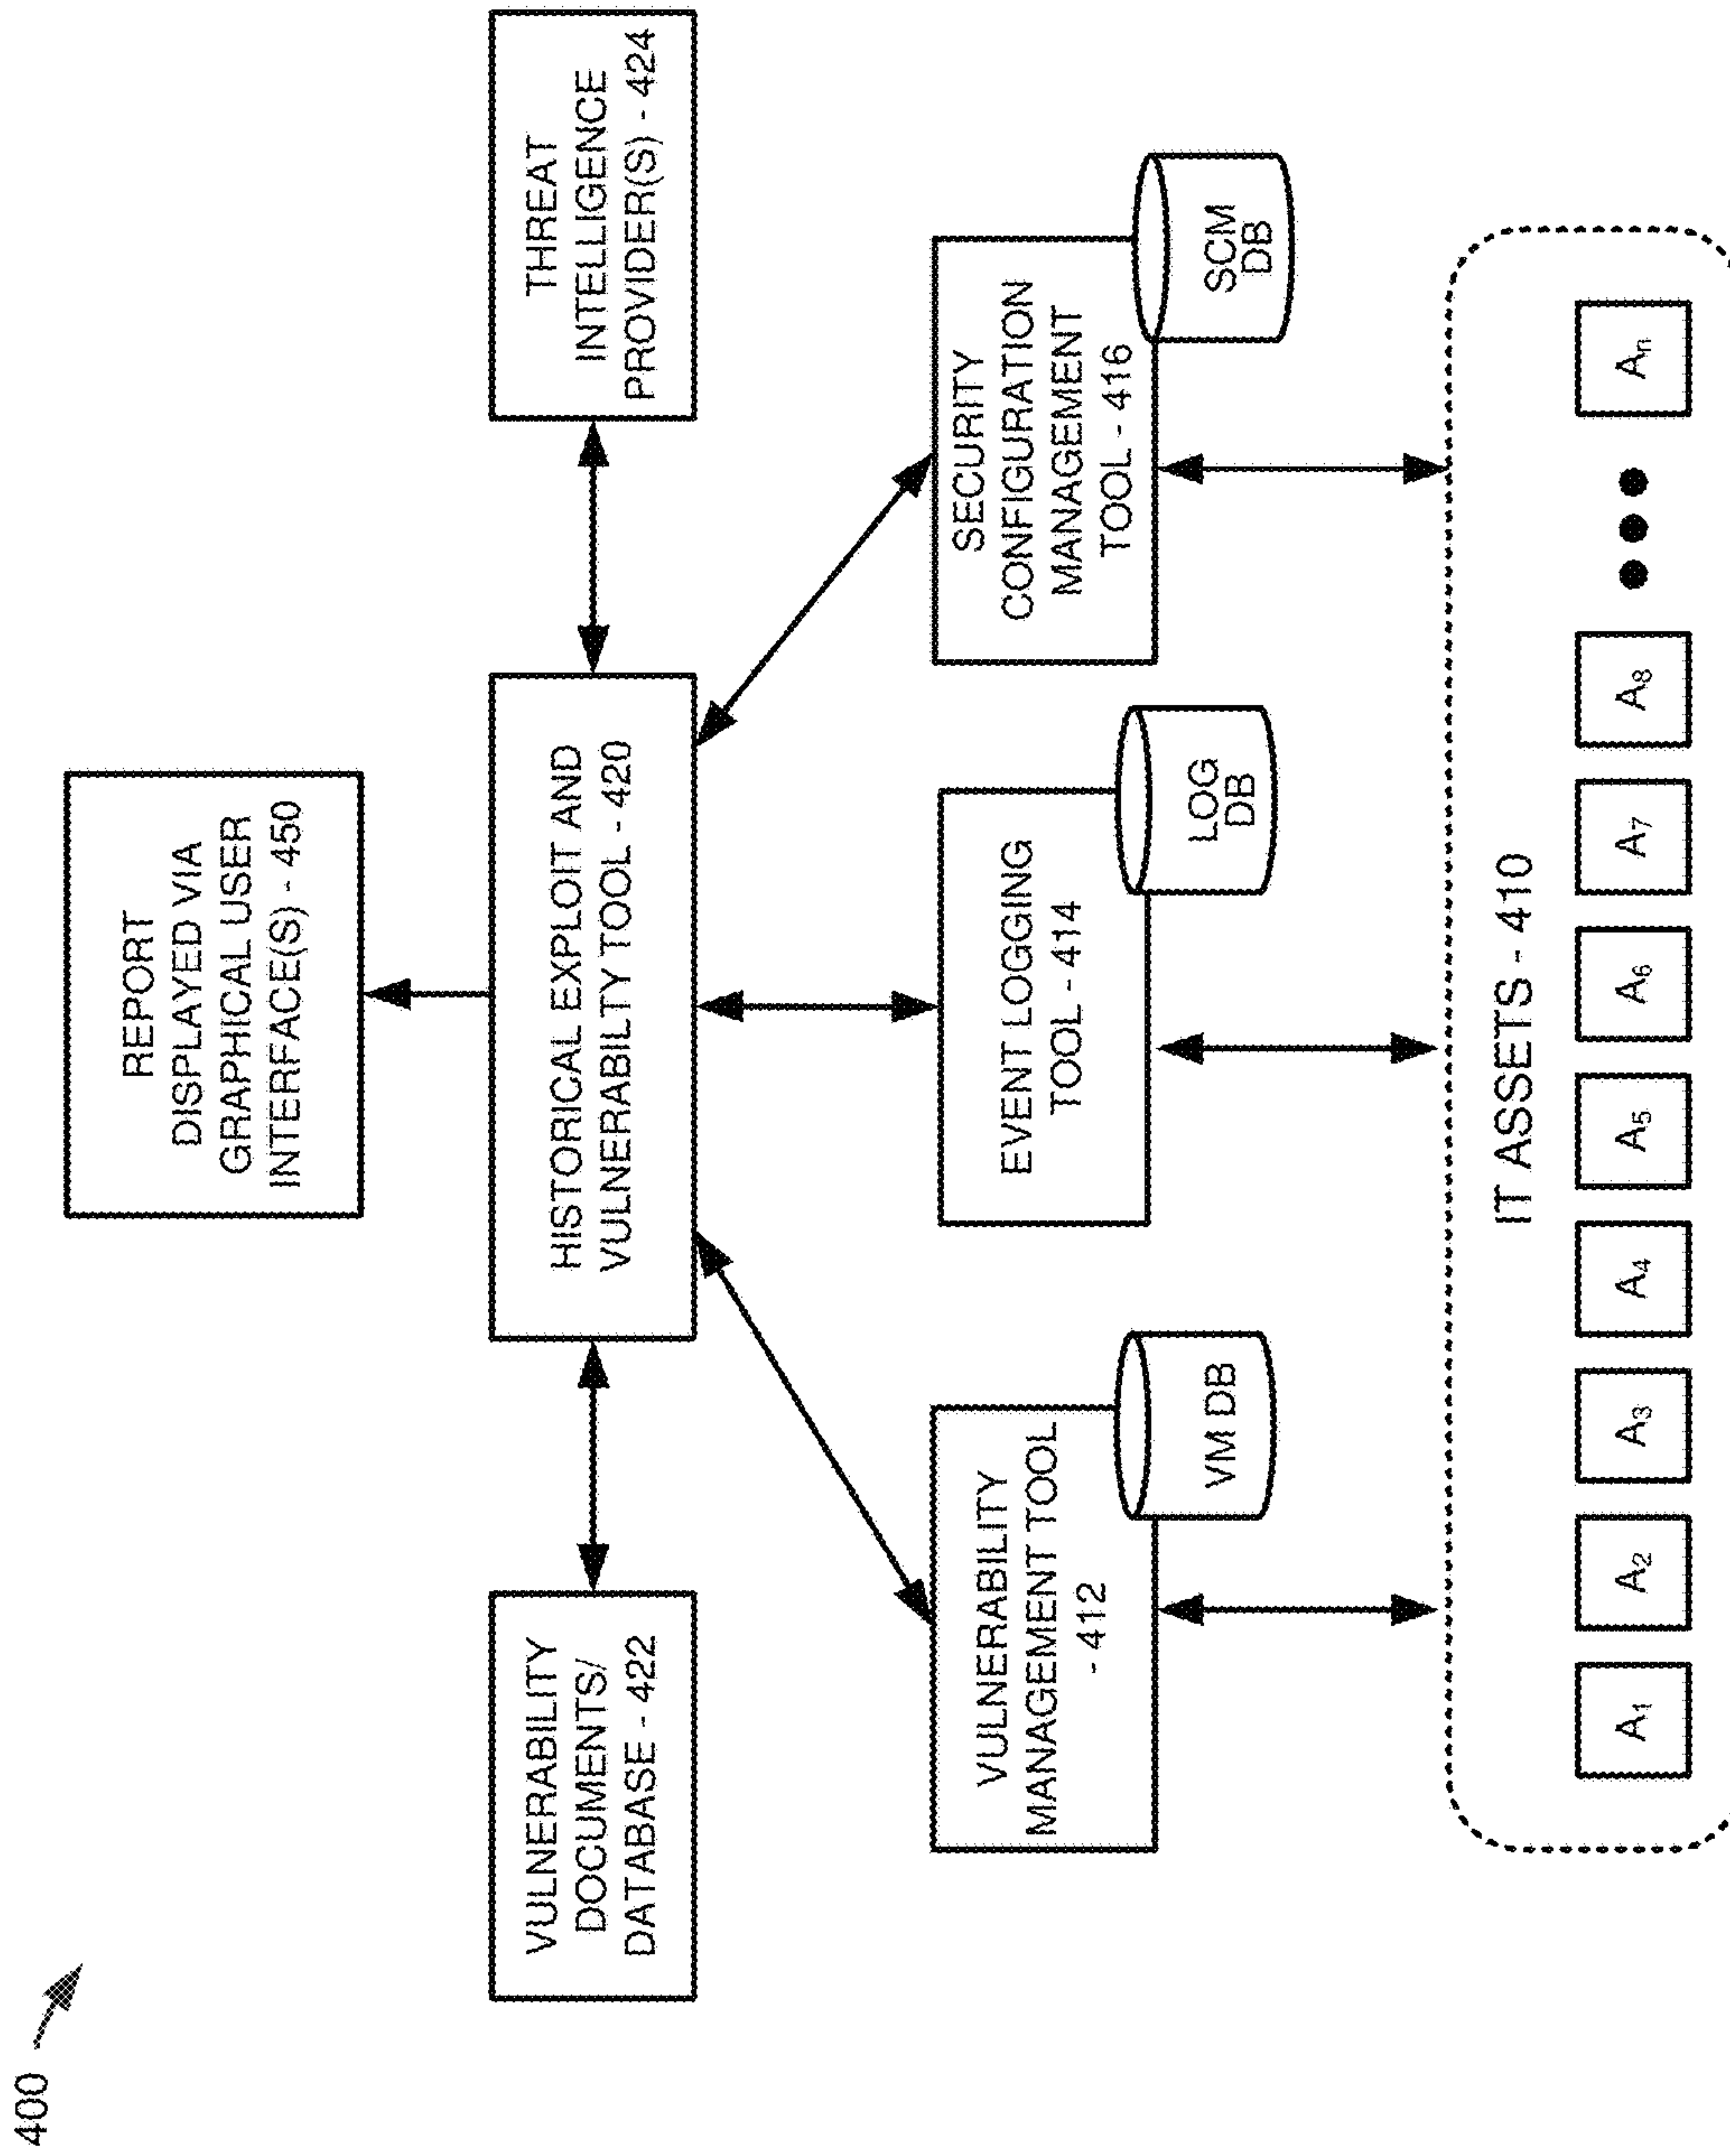 400
REPORT
DISPLAYED VIA
GRAPHICAL USER
INTERFACE(S) - 450
VULNERABILITY
DOCUMENTS/
DATABASE - 422
HISTORICAL EXPLOIT AND
VULNERABILITY TOOL - 420
THREAT
INTELLIGENCE
PROVIDER(S) - 424
VULNERABILITY
MANAGEMENT TOOL
- 412
VM DB
EVENT LOGGING
TOOL - 414
LOG
DB
SECURITY
CONFIGURATION
MANAGEMENT
TOOL - 416
SCM
DB
IT ASSETS - 410
A₁ A₂ A₃ A₄ A₅ A₆ A₇ A₈ ●●● Aₙ